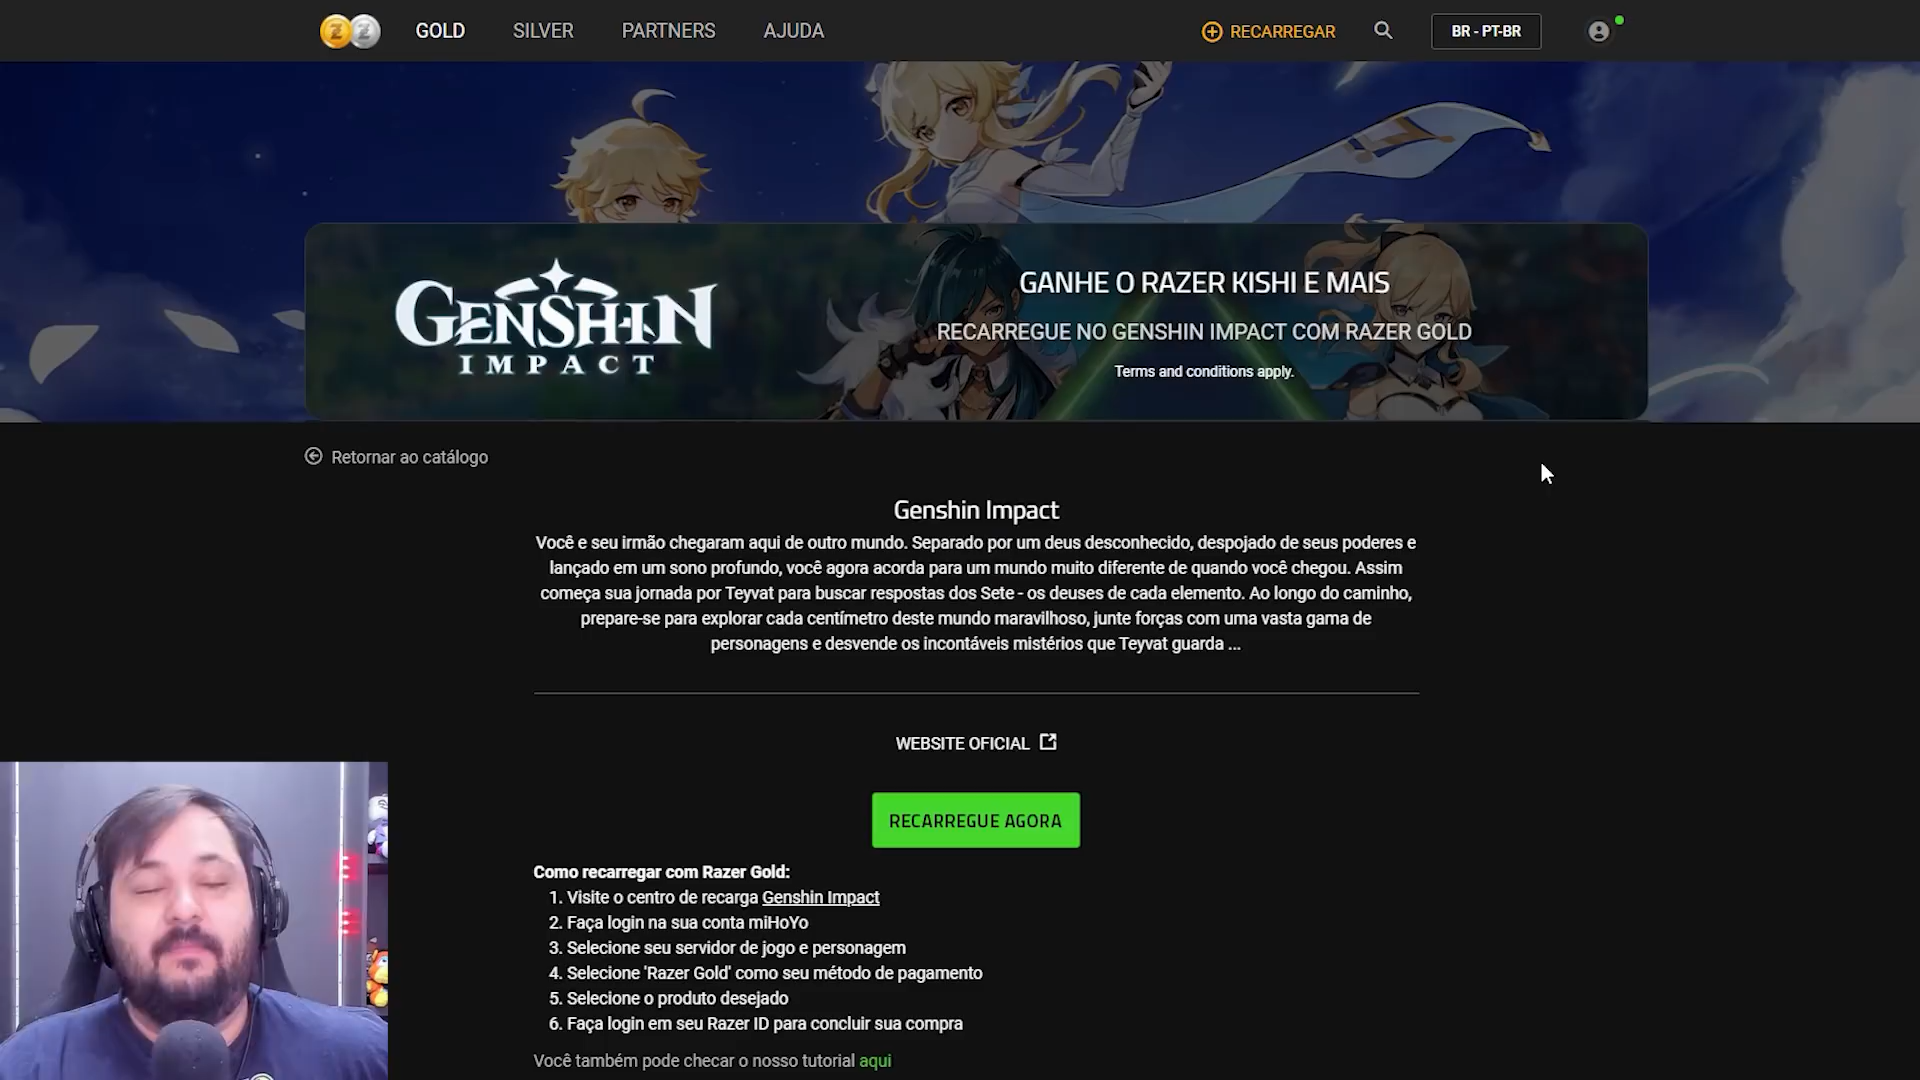 GOLD
SILVER
PARTNERS
AJUDA
RECARREGAR
BR - PT-BR
GENSHIN
IMPACT
GANHE O RAZER KISHI E MAIS
RECARREGUE NO GENSHIN IMPACT COM RAZER GOLD
Terms and conditions apply.
Retornar ao catálogo
Genshin Impact
Você e seu irmão chegaram aqui de outro mundo. Separado por um deus desconhecido, despojado de seus poderes e
lançado em um sono profundo, você agora acorda para um mundo muito diferente de quando você chegou. Assim
começa sua jornada por Teyvat para buscar respostas dos Sete - os deuses de cada elemento. Ao longo do caminho,
prepare-se para explorar cada centímetro deste mundo maravilhoso, junte forças com uma vasta gama de
personagens e desvende os incontáveis mistérios que Teyvat guarda ...
WEBSITE OFICIAL
RECARREGUE AGORA
Como recarregar com Razer Gold:
1. Visite o centro de recarga Genshin Impact
2. Faça login na sua conta miHoYo
3. Selecione seu servidor de jogo e personagem
4. Selecione 'Razer Gold' como seu método de pagamento
5. Selecione o produto desejado
6. Faça login em seu Razer ID para concluir sua compra
Você também pode checar o nosso tutorial aqui